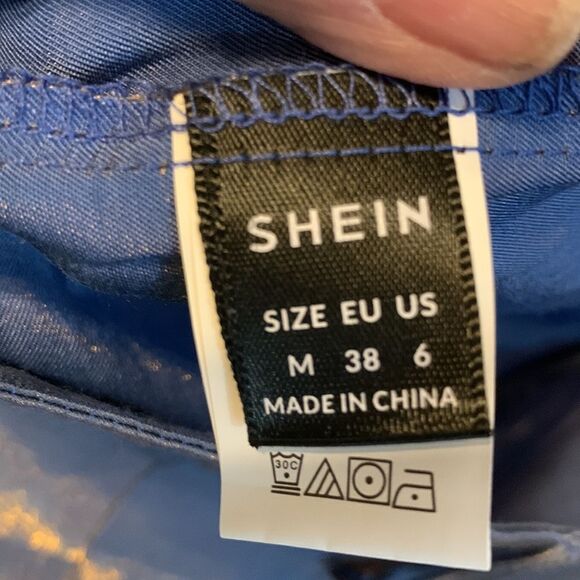 SHEIN
SIZE EU US
M 38 6
MADE IN CHINA
30C